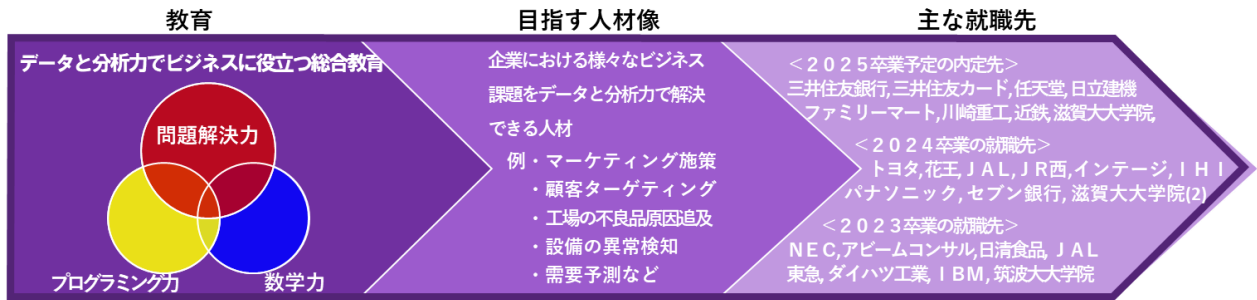 教育
データと分析力でビジネスに役立つ総合教育
問題解決力
プログラミング力
数学力
目指す人材像
企業における様々なビジネス
課題をデータと分析力で解決
できる人材
例・マーケティング施策
・顧客ターゲティング
・工場の不良品原因追及
・設備の異常検知
・需要予測など
主な就職先
＜２０２５卒業予定の内定先＞
三井住友銀行, 三井住友カード, 任天堂, 日立建機
ファミリーマート, 川崎重工, 近鉄, 滋賀大大学院,
＜２０２４卒業の就職先＞
トヨタ, 花王, ＪＡＬ, ＪＲ西, インテージ, ＩＨＩ
パナソニック, セブン銀行, 滋賀大大学院(2)
＜２０２３卒業の就職先＞
ＮＥＣ, アビームコンサル, 日清食品, ＪＡＬ
東急, ダイハツ工業, ＩＢＭ, 筑波大大学院